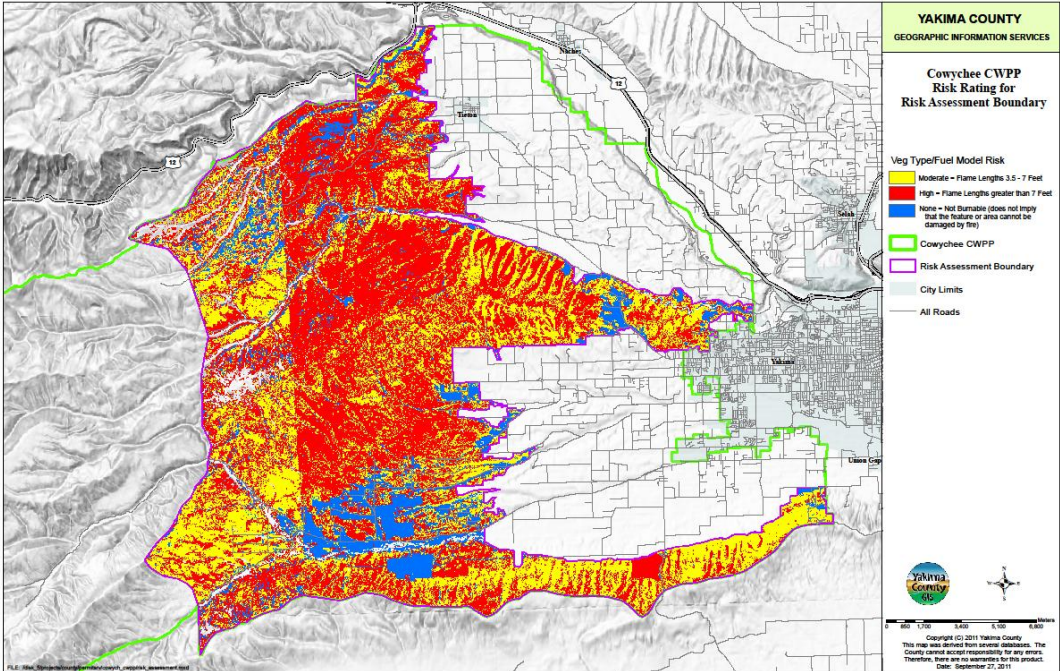 YAKIMA COUNTY
GEOGRAPHIC INFORMATION SERVICES
Cowychee CWPP
Risk Rating for
Risk Assessment Boundary
Veg Type/Fuel Model Risk
Moderate = Flame Lengths 3.5 - 7 Feet
High = Flame Lengths greater than 7 Feet
None = Not Burnable (does not imply
that the feature or area cannot be
damaged by fire)
Cowychee CWPP
Risk Assessment Boundary
City Limits
All Roads
Naches
12
Tieton
12
Selah
Yakima
Union Gap
Yakima
County
GIS
N
W
E
S
Meters
0 850 1,700 3,400 5,100 6,800
Copyright (C) 2011 Yakima County
This map was derived from several databases. The
County cannot accept responsibility for any errors.
Therefore, there are no warranties for this product.
Date: September 27, 2011
FILE: